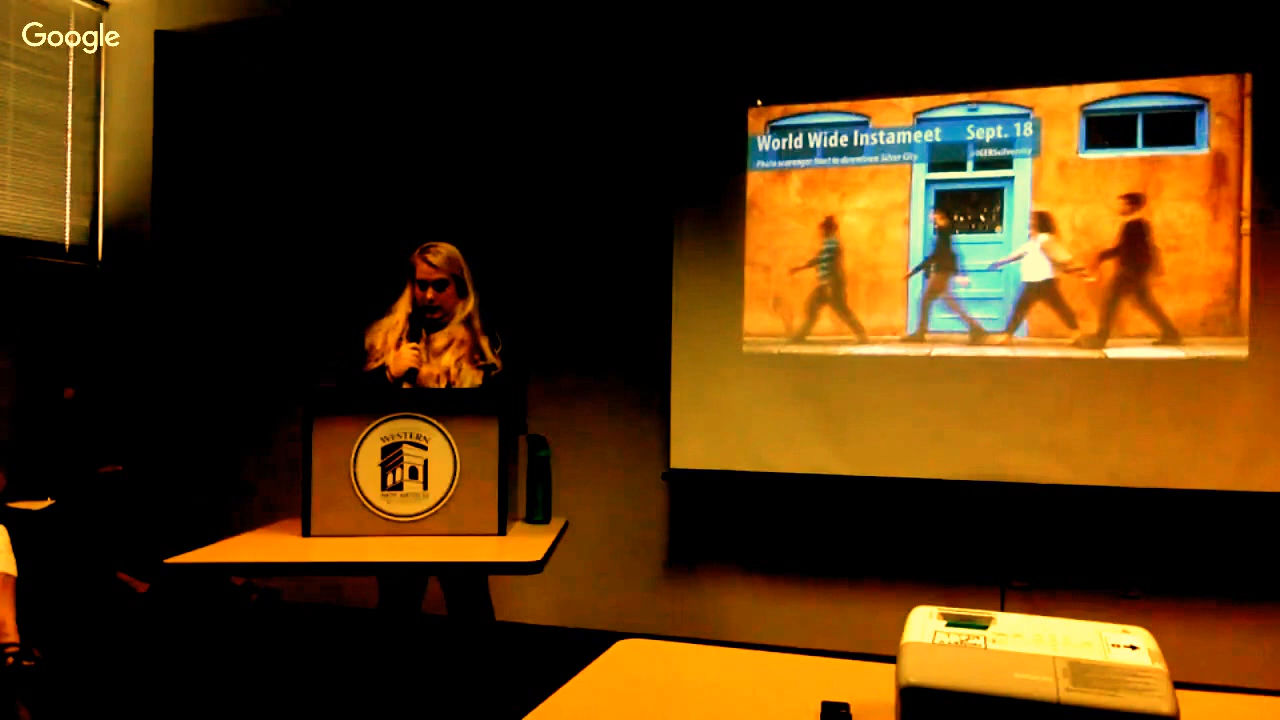 Google
World Wide Instameet Sept. 18
Photo scavenger hunt in downtown Silver City
WESTERN